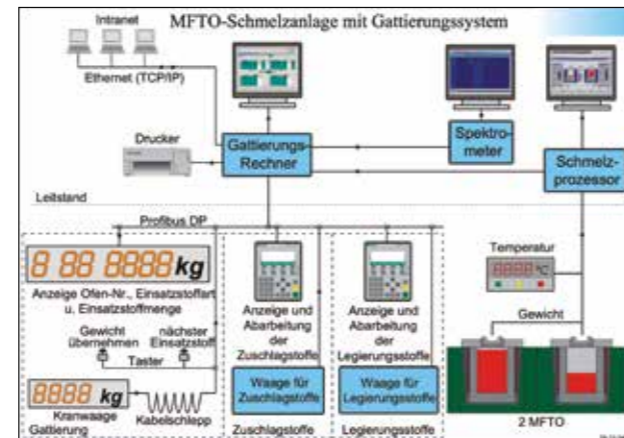 MFTO-Schmelzanlage mit Gattierungssystem
Intranet
Ethernet (TCP/IP)
Drucker
Gattierungs-
Rechner
Spektro-
meter
Schmelz-
prozessor
Leitstand
Profibus DP
8 88 8888 kg
Anzeige Ofen-Nr., Einsatzstoffart
u. Einsatzstoffmenge
Gewicht
übernehmen
nächster
Einsatzstoff
Taster
8888 kg
Kranwaage
Kabelschlepp
Gattierung
Anzeige und
Abarbeitung
der
Zuschlagstoffe
Waage für
Zuschlagstoffe
Zuschlagstoffe
Anzeige und
Abarbeitung
der
Legierungsstoffe
Waage für
Legierungsstoffe
Legierungsstoffe
Temperatur
8888 °C
Gewicht
2 MFTO